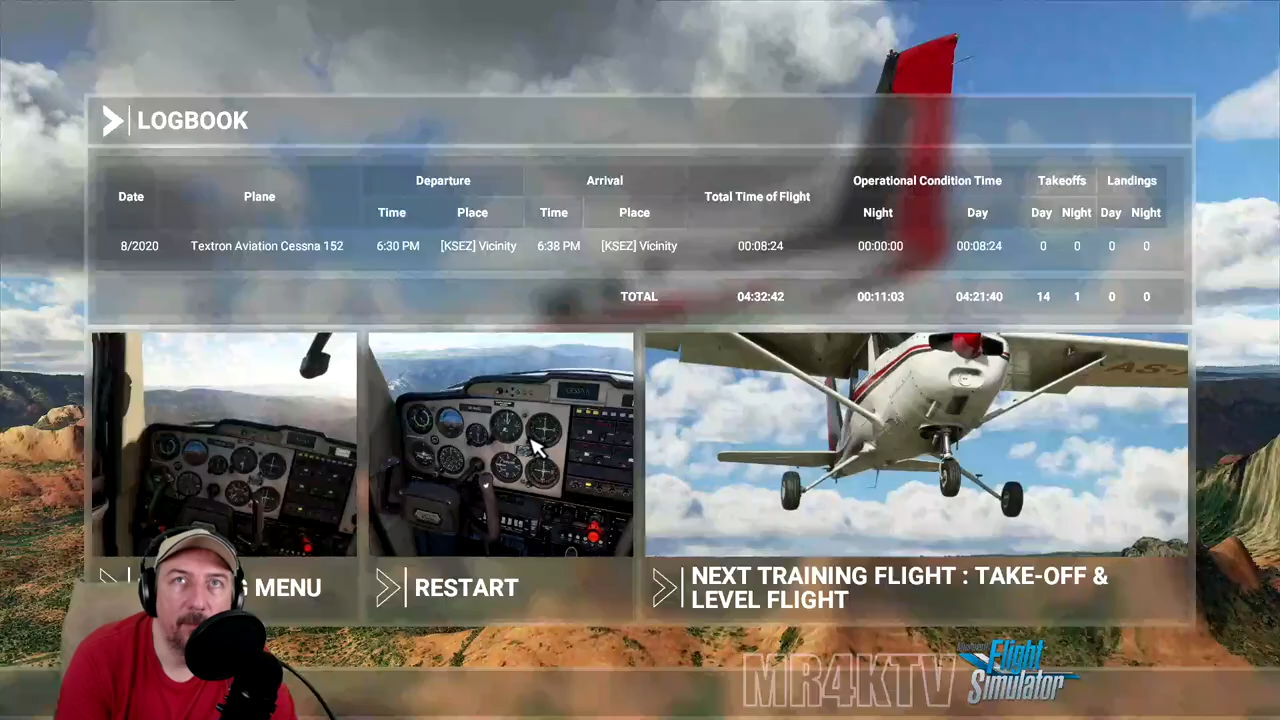 LOGBOOK
Departure Arrival Operational Condition Time Takeoffs Landings
Date Plane Total Time of Flight
Time Place Time Place Night Day Day Night Day Night
8/2020 Textron Aviation Cessna 152 6:30 PM [KSEZ] Vicinity 6:38 PM [KSEZ] Vicinity 00:08:24 00:00:00 00:08:24 0 0 0 0
TOTAL 04:32:42 00:11:03 04:21:40 14 1 0 0
MENU
RESTART
NEXT TRAINING FLIGHT : TAKE-OFF &
LEVEL FLIGHT
MR4KTV
Flight
Simulator